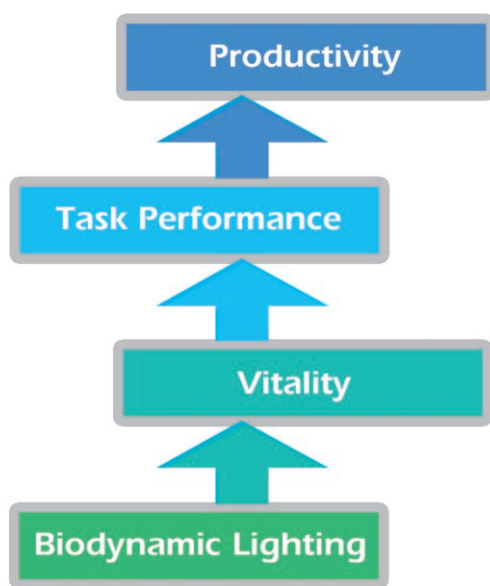 Productivity
Task Performance
Vitality
Biodynamic Lighting